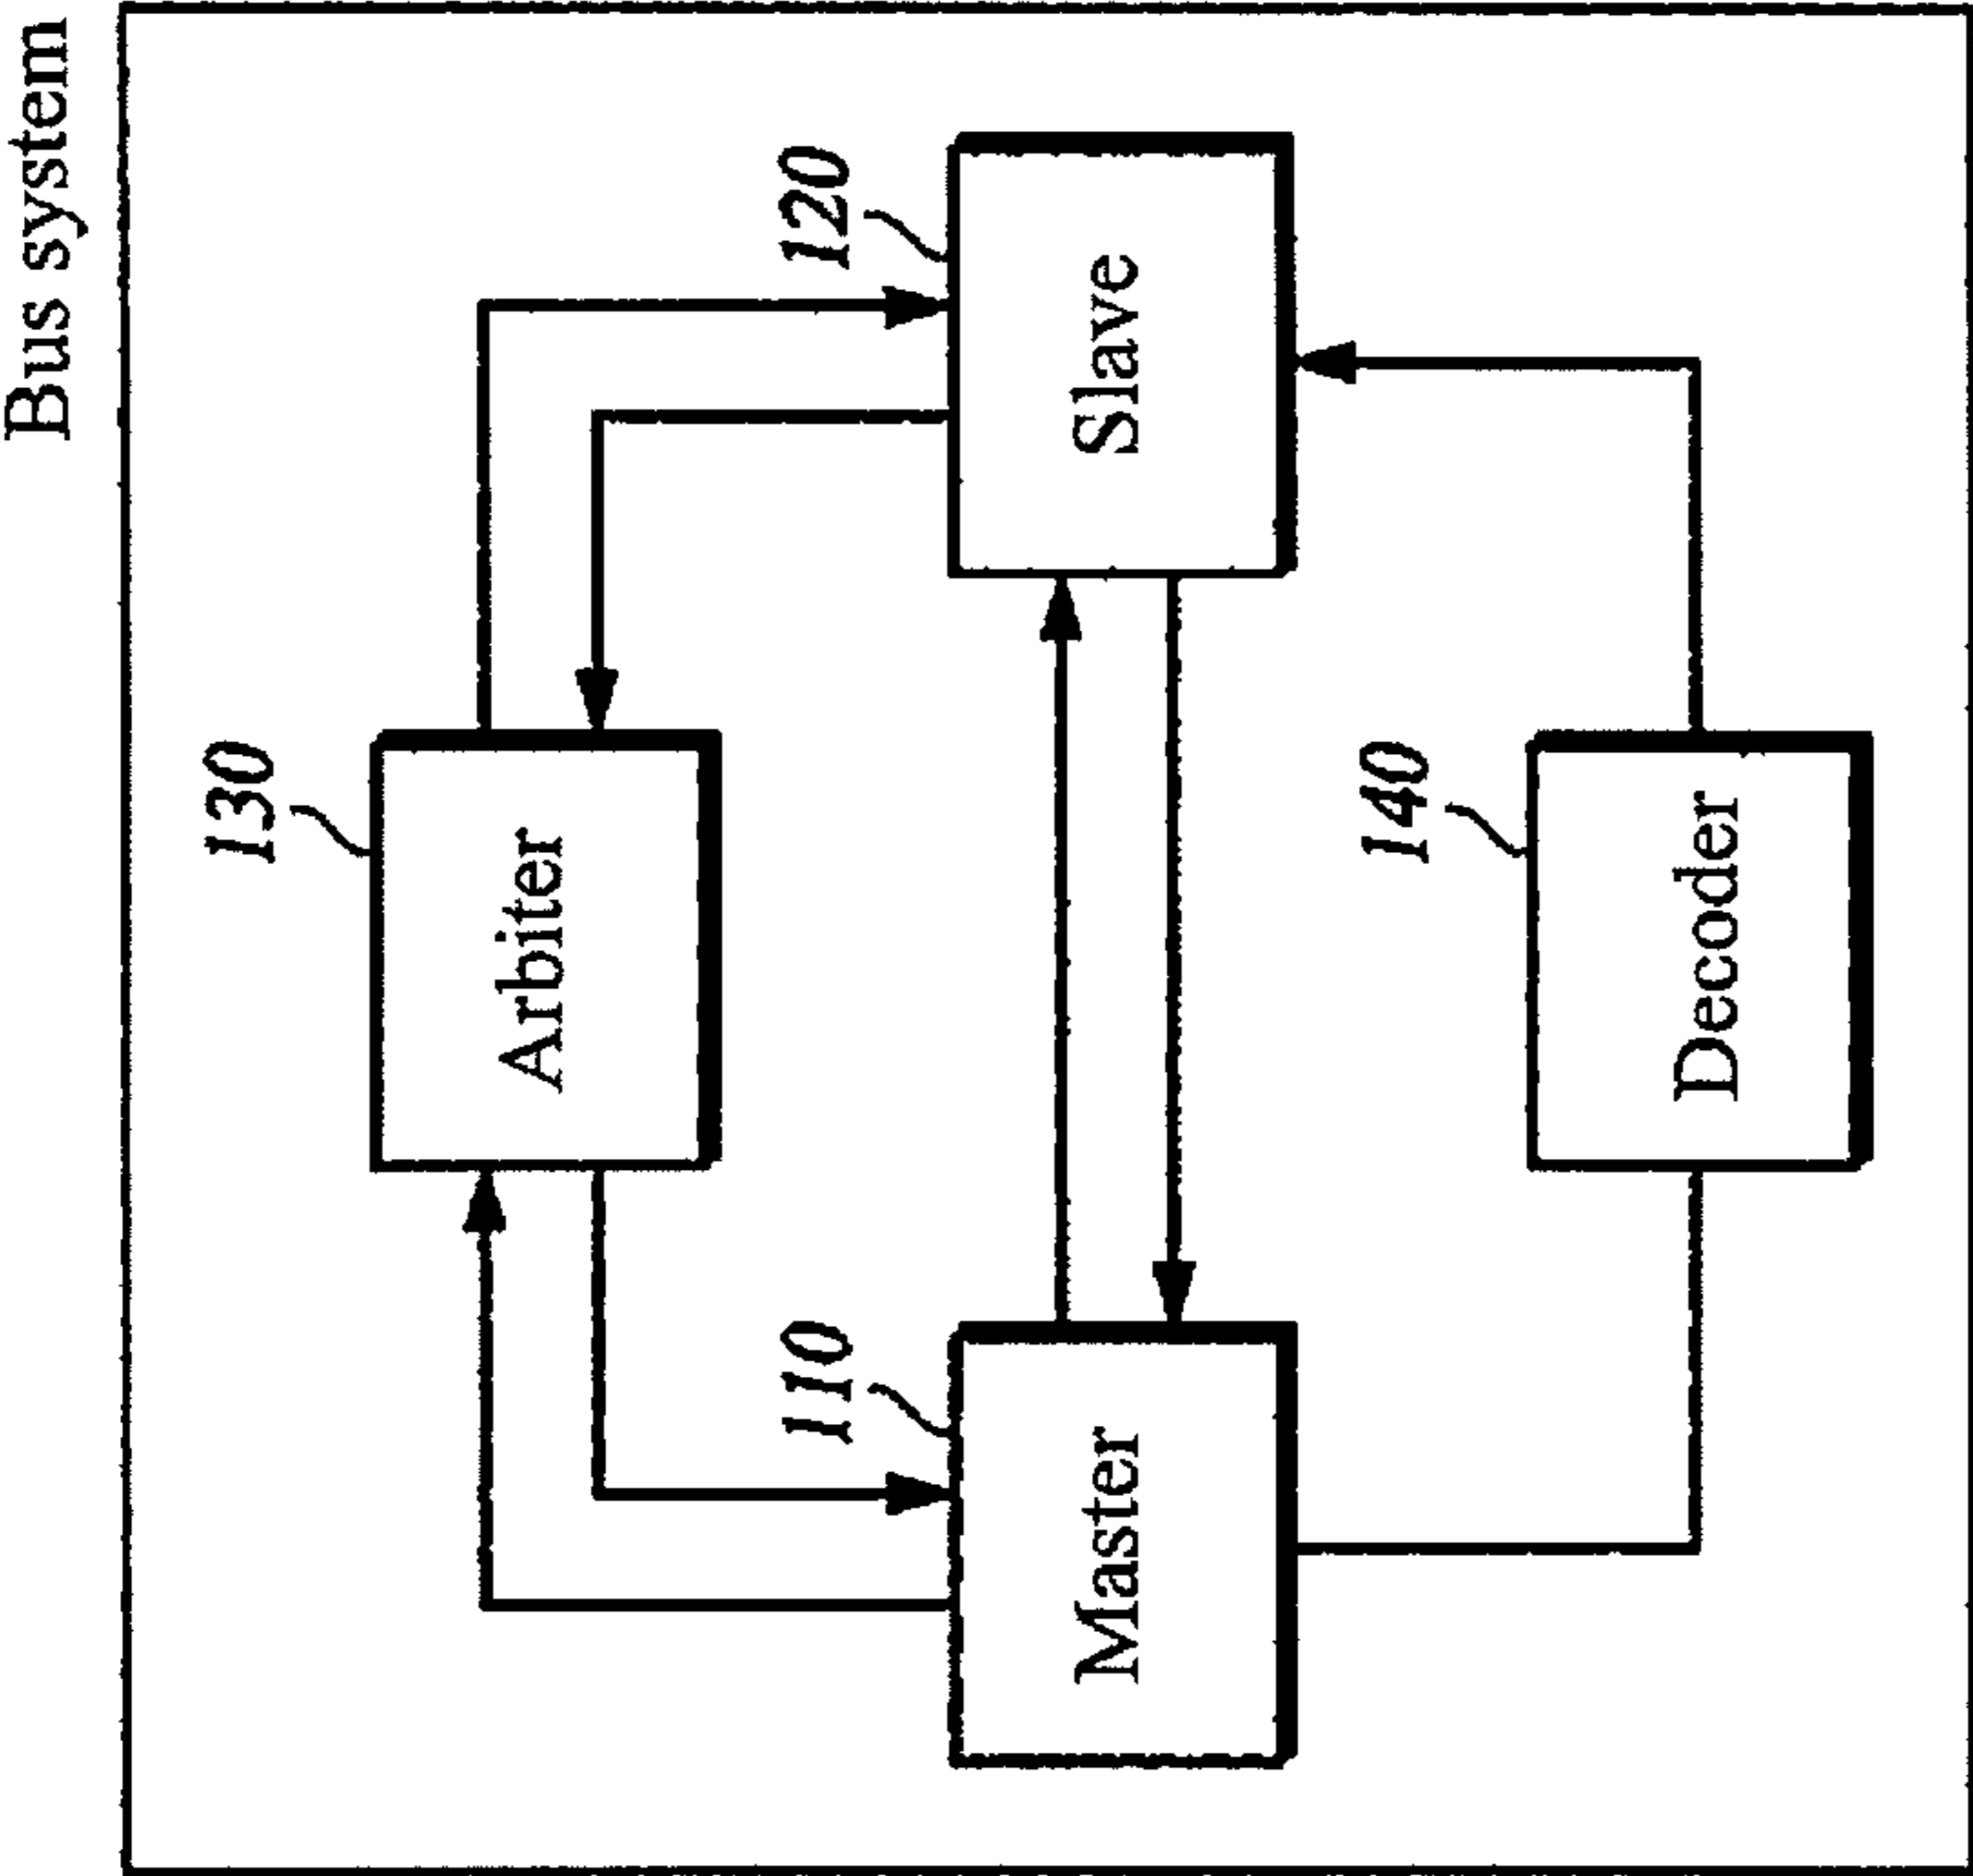 Bus system
130
Arbiter
110
Master
120
Slave
140
Decoder